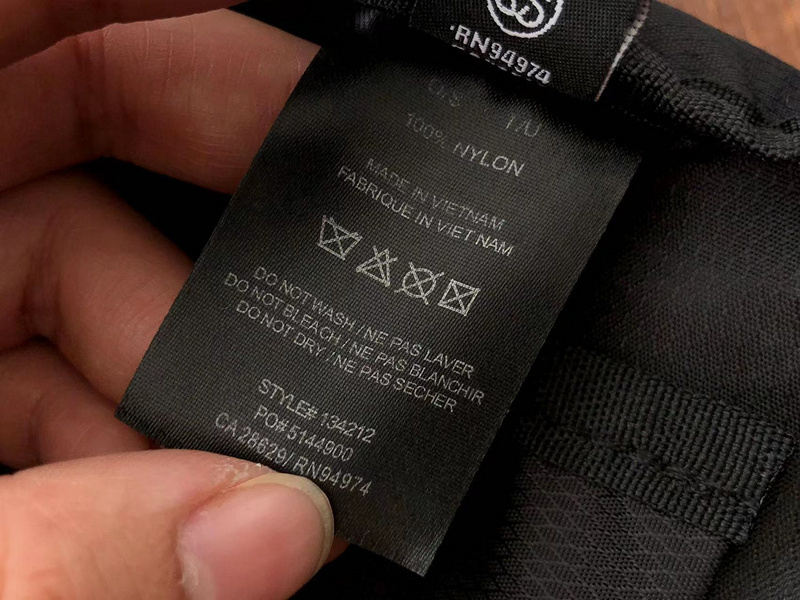 RN94974
O/S T/U
100% NYLON
MADE IN VIETNAM
FABRIQUE IN VIET NAM
DO NOT WASH / NE PAS LAVER
DO NOT BLEACH / NE PAS BLANCHIR
DO NOT DRY / NE PAS SECHER
STYLE# 134212
PO# 5144900
CA 28629/ RN94974